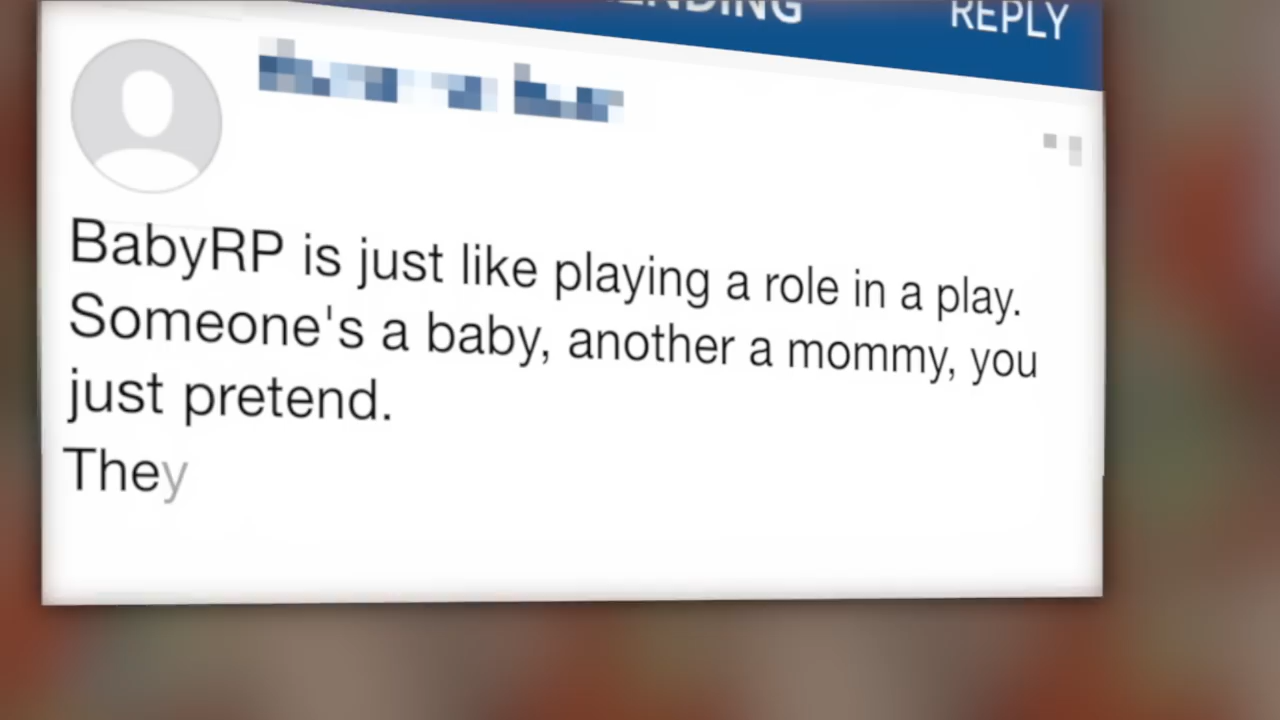 REPLY
BabyRP is just like playing a role in a play.
Someone's a baby, another a mommy, you
just pretend.
They